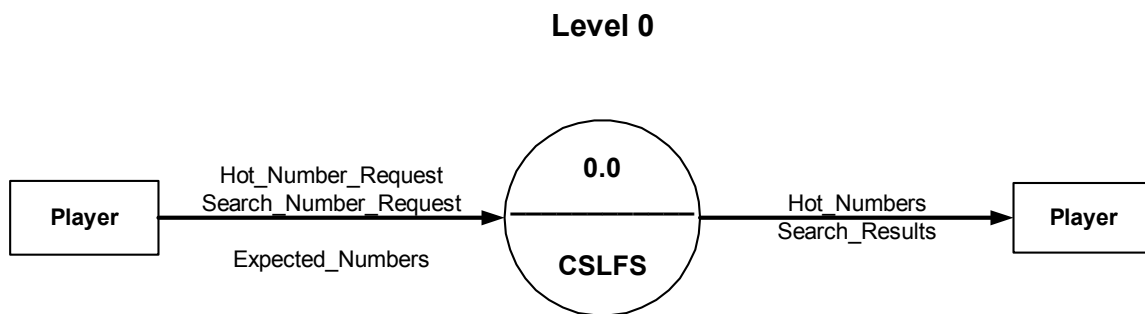 Level 0
Player
Hot_Number_Request
Search_Number_Request
Expected_Numbers
0.0
CSLFS
Hot_Numbers
Search_Results
Player